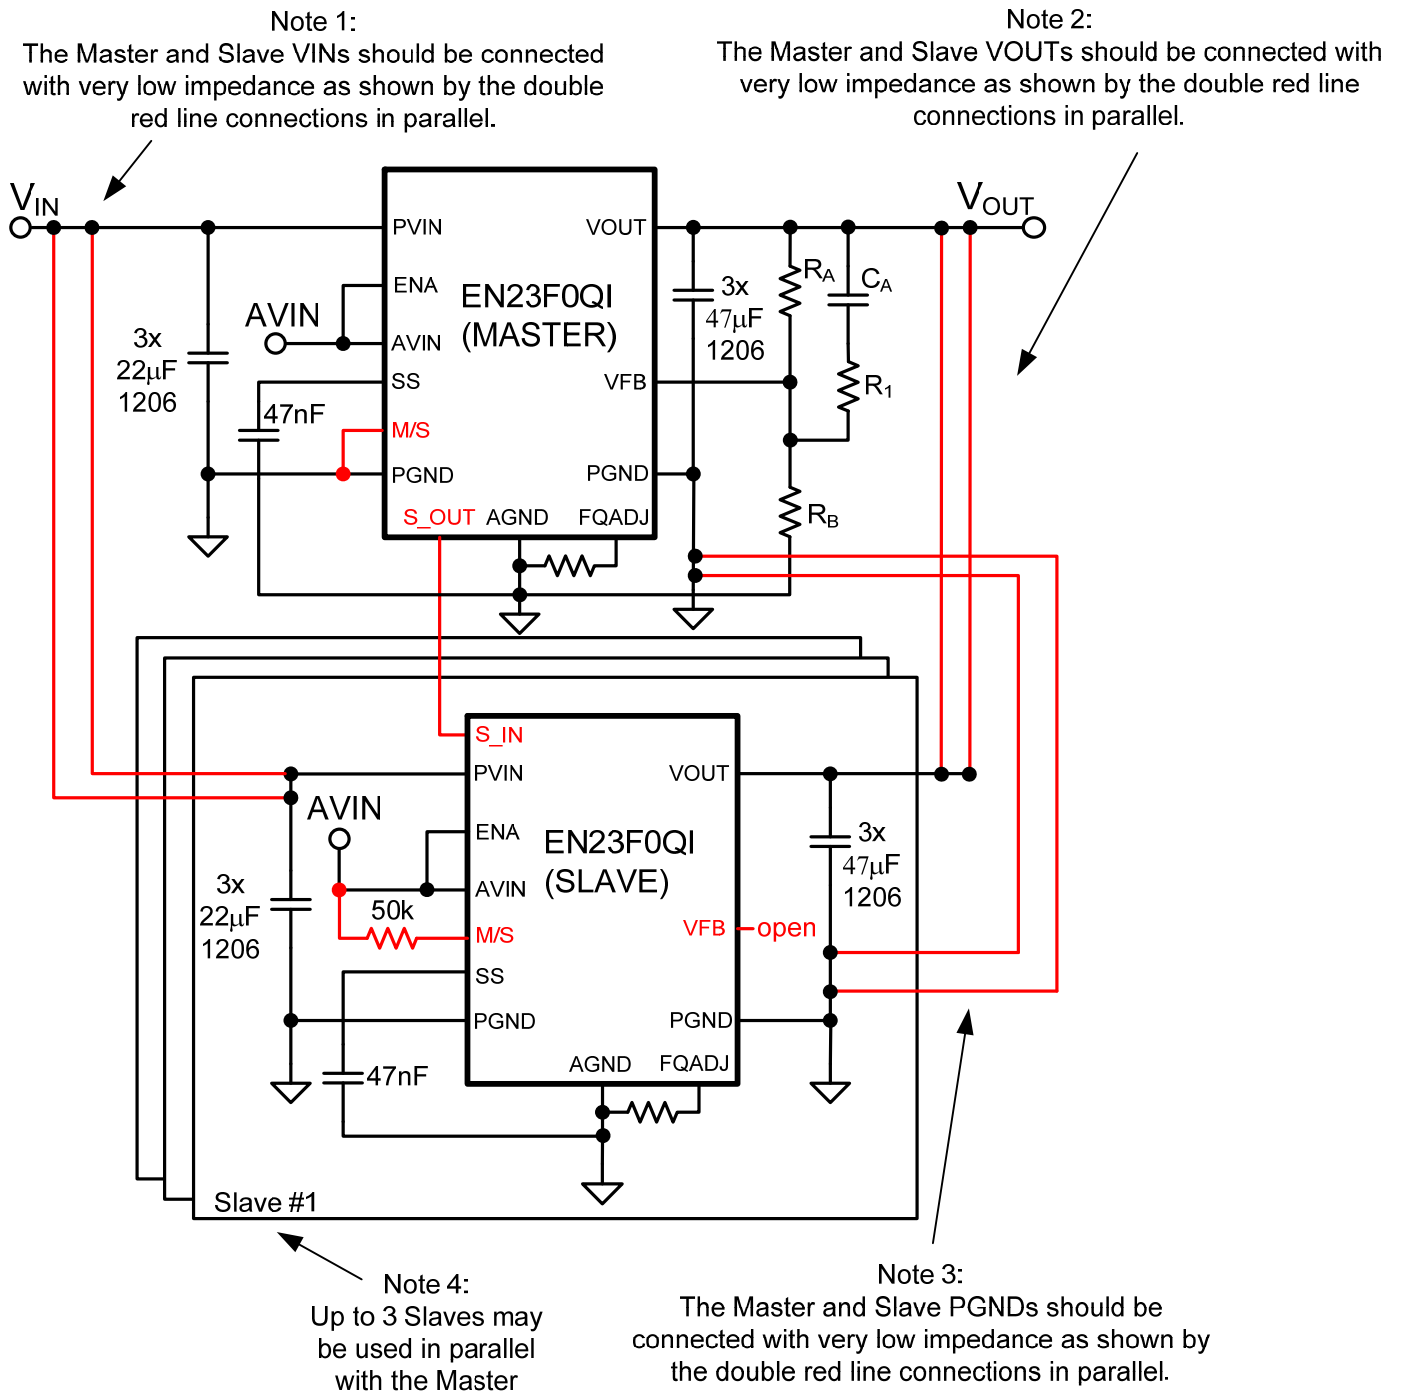 Note 1:
The Master and Slave VINs should be connected
with very low impedance as shown by the double
red line connections in parallel.
Note 2:
The Master and Slave VOUTs should be connected with
very low impedance as shown by the double red line
connections in parallel.
VIN
VOUT
PVIN
VOUT
ENA
AVIN
AVIN
EN23F0QI
(MASTER)
SS
VFB
M/S
PGND
PGND
S_OUT
AGND
FQADJ
3x
22µF
1206
47nF
3x
47µF
1206
RA
CA
R1
RB
S_IN
PVIN
VOUT
AVIN
ENA
AVIN
EN23F0QI
(SLAVE)
50k
M/S
VFB
open
SS
PGND
PGND
AGND
FQADJ
3x
22µF
1206
47nF
3x
47µF
1206
Slave #1
Note 4:
Up to 3 Slaves may
be used in parallel
with the Master
Note 3:
The Master and Slave PGNDs should be
connected with very low impedance as shown by
the double red line connections in parallel.